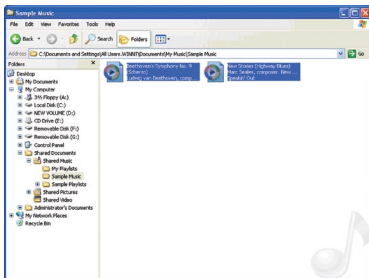 Sample Music
File Edit View Favorites Tools Help
Back Search Folders
Address C:\Documents and Settings\All Users.WINNT\Documents\My Music\Sample Music Go
Folders
Desktop
My Documents
My Computer
3½ Floppy (A:)
Local Disk (C:)
NEW VOLUME (D:)
CD Drive (E:)
Removable Disk (F:)
Removable Disk (G:)
Control Panel
Shared Documents
Shared Music
My Playlists
Sample Music
Sample Playlists
Shared Pictures
Shared Video
Administrator's Documents
My Network Places
Recycle Bin
Beethoven's Symphony No. 9
(Scherzo)
Ludwig van Beethoven, comp...
New Stories (Highway Blues)
Marc Seales, composer. New ...
Speakin' Out